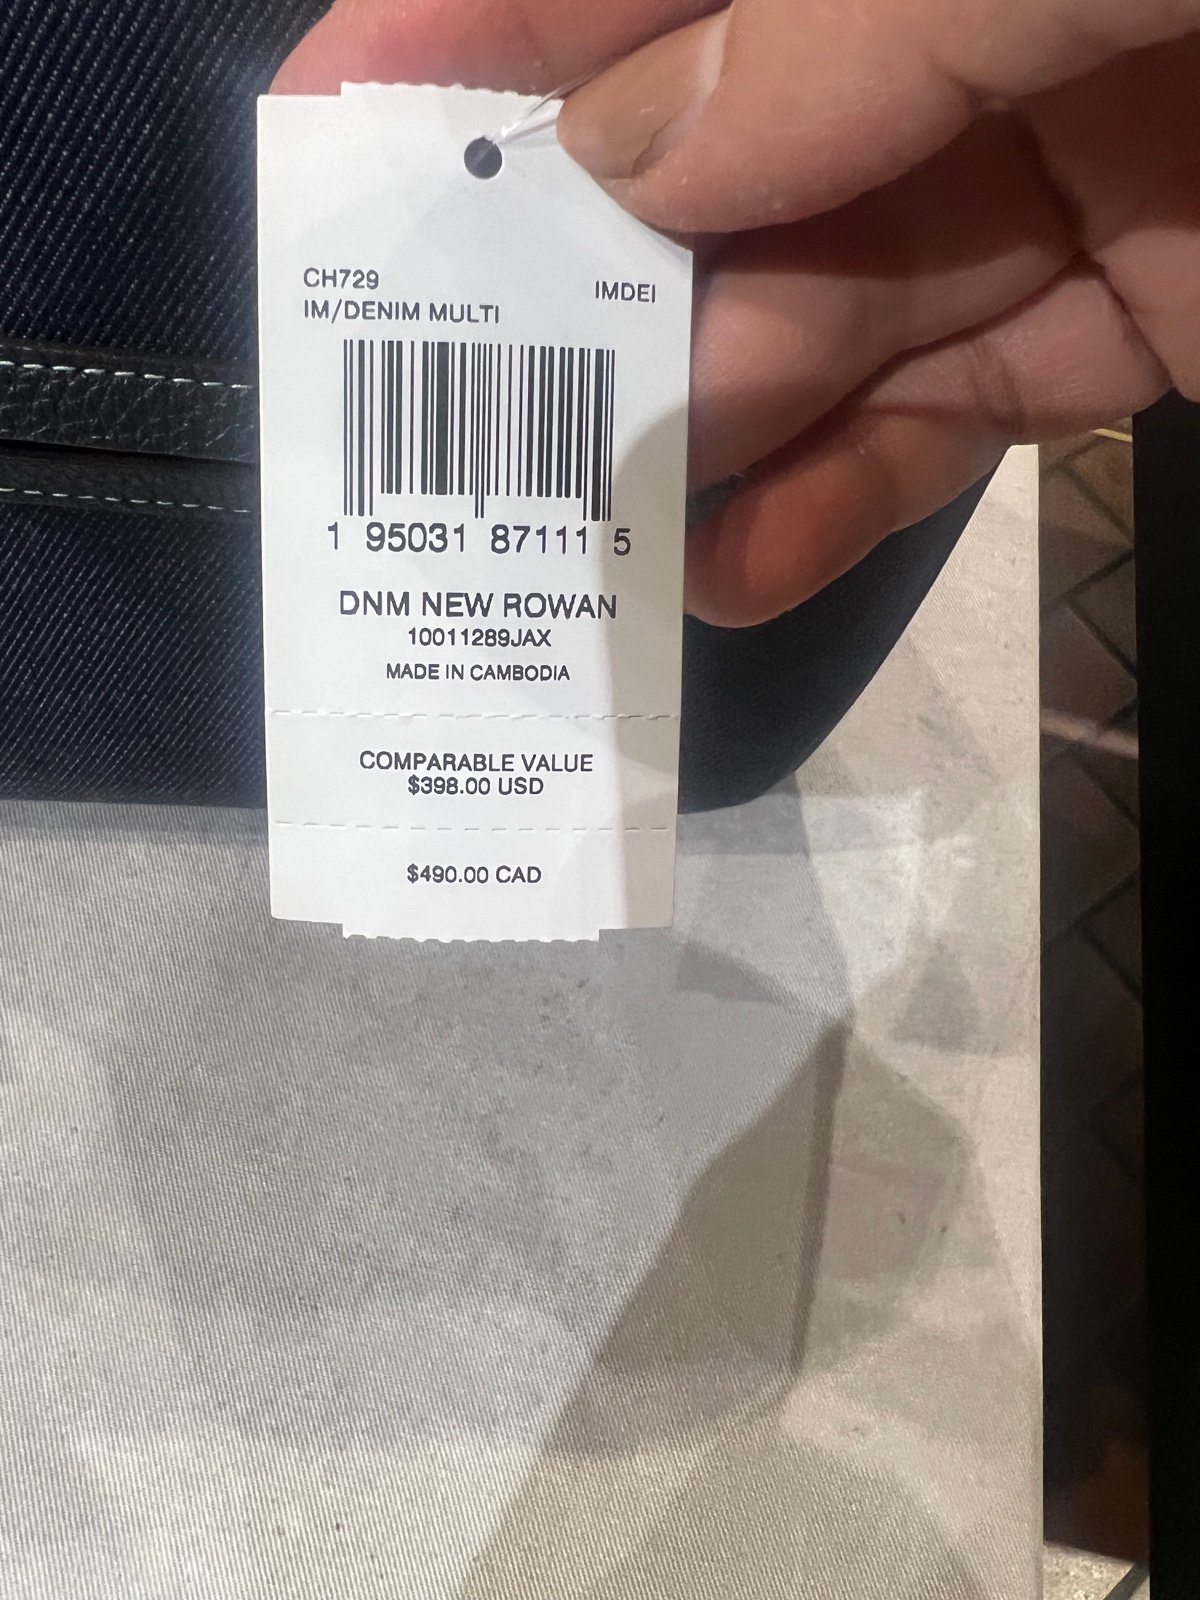 CH729 IMDEI
IM/DENIM MULTI
1 95031 87111 5
DNM NEW ROWAN
10011289JAX
MADE IN CAMBODIA
COMPARABLE VALUE
$398.00 USD
$490.00 CAD